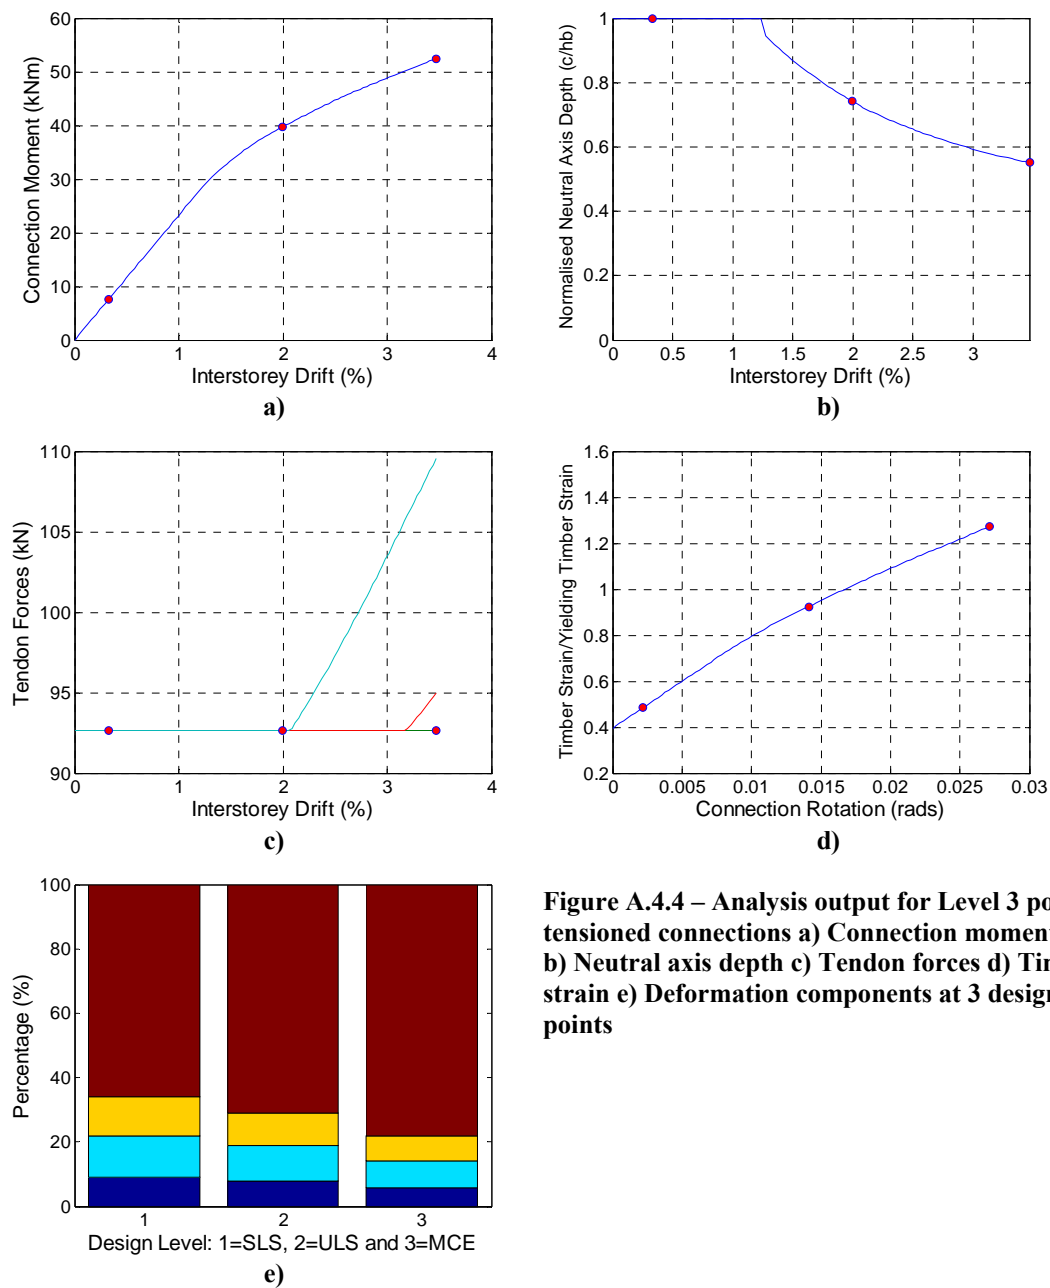 60
50
40
30
20
10
0
Connection Moment (kNm)
0 1 2 3 4
Interstorey Drift (%)
a)
1
0.8
0.6
0.4
0.2
0
Normalised Neutral Axis Depth (c/hb)
0 0.5 1 1.5 2 2.5 3
Interstorey Drift (%)
b)
110
105
100
95
90
Tendon Forces (kN)
0 1 2 3 4
Interstorey Drift (%)
c)
1.6
1.4
1.2
1
0.8
0.6
0.4
0.2
Timber Strain/Yielding Timber Strain
0 0.005 0.01 0.015 0.02 0.025 0.03
Connection Rotation (rads)
d)
100
80
60
40
20
0
Percentage (%)
1 2 3
Design Level: 1=SLS, 2=ULS and 3=MCE
e)
Figure A.4.4 – Analysis output for Level 3 po
tensioned connections a) Connection moment
b) Neutral axis depth c) Tendon forces d) Tim
strain e) Deformation components at 3 design
points